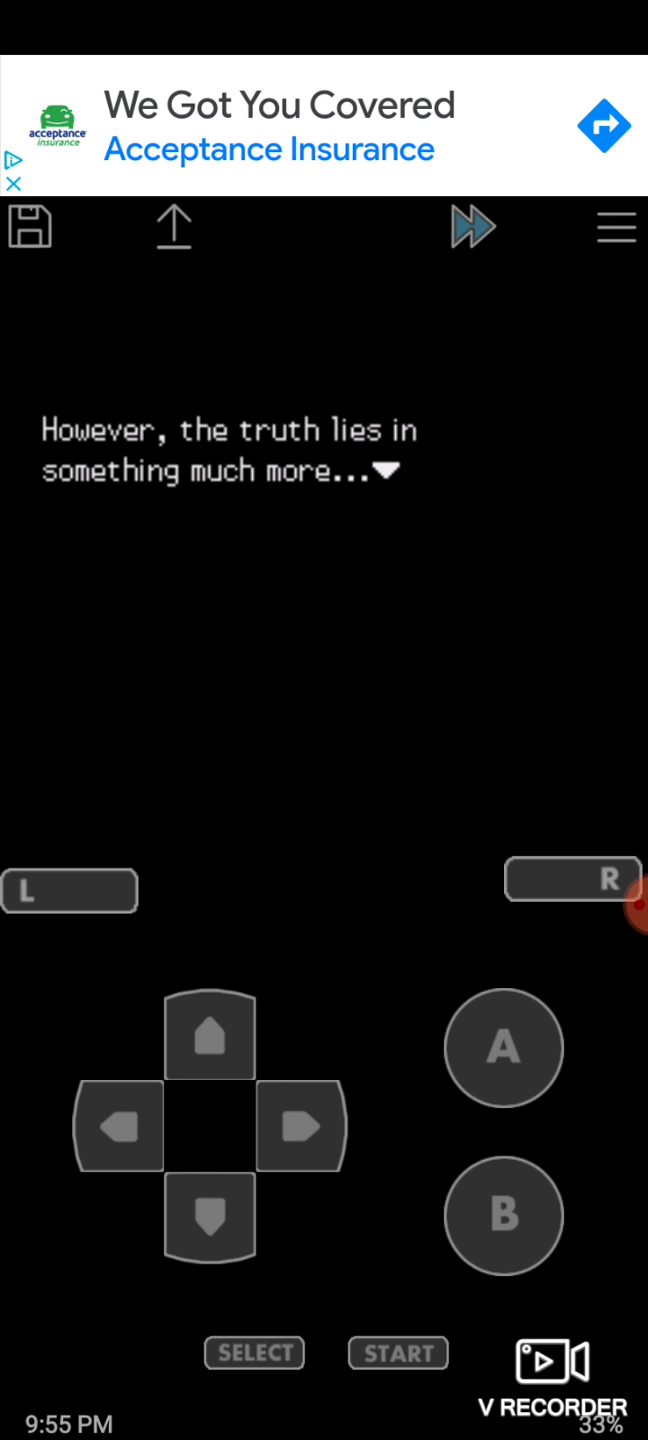 We Got You Covered
acceptance
insurance
Acceptance Insurance
However, the truth lies in
something much more...
L
R
A
B
SELECT
START
V RECORDER
9:55 PM
33%